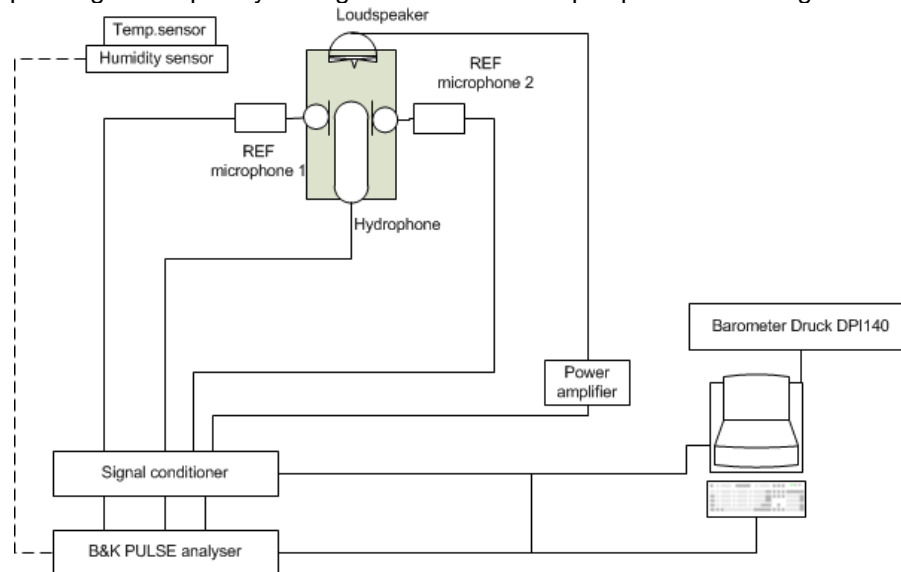 Loudspeaker
Temp.sensor
Humidity sensor
REF
microphone 2
REF
microphone 1
Hydrophone
Barometer Druck DPI140
Power
amplifier
Signal conditioner
B&K PULSE analyser